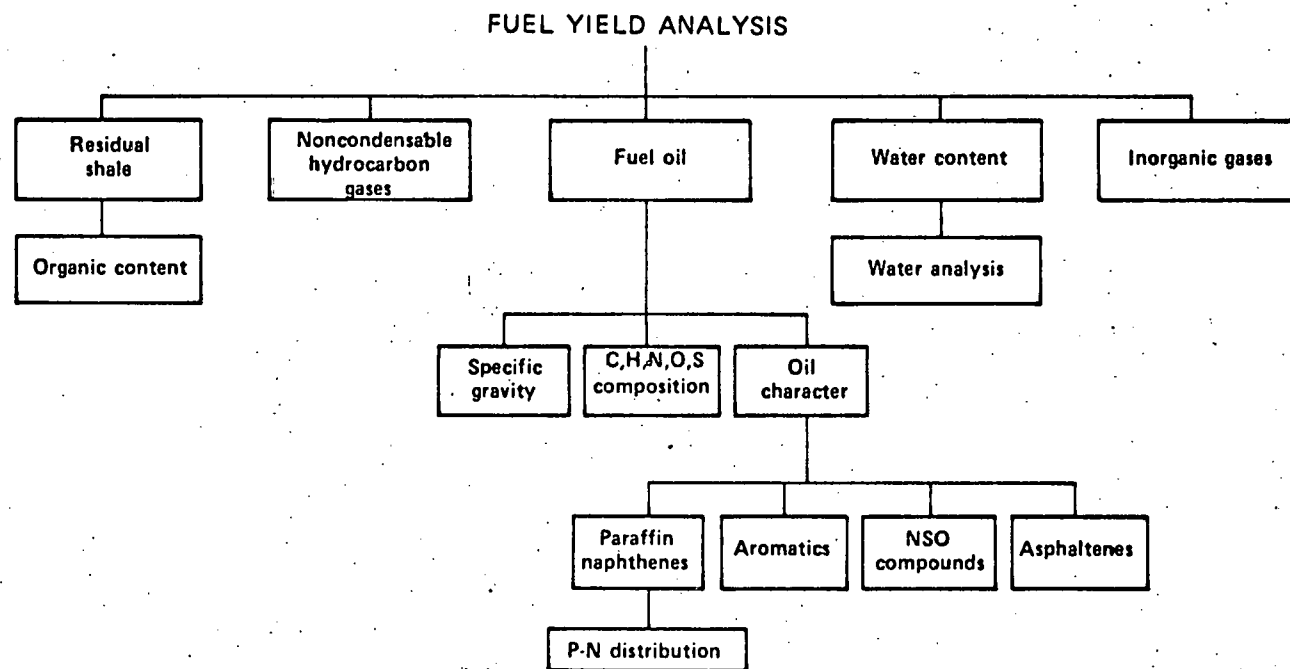 FUEL YIELD ANALYSIS
Residual
shale
Noncondensable
hydrocarbon
gases
Fuel oil
Water content
Inorganic gases
Organic content
Water analysis
Specific
gravity
C,H,N,O,S
composition
Oil
character
Paraffin
naphthenes
Aromatics
NSO
compounds
Asphaltenes
P-N distribution